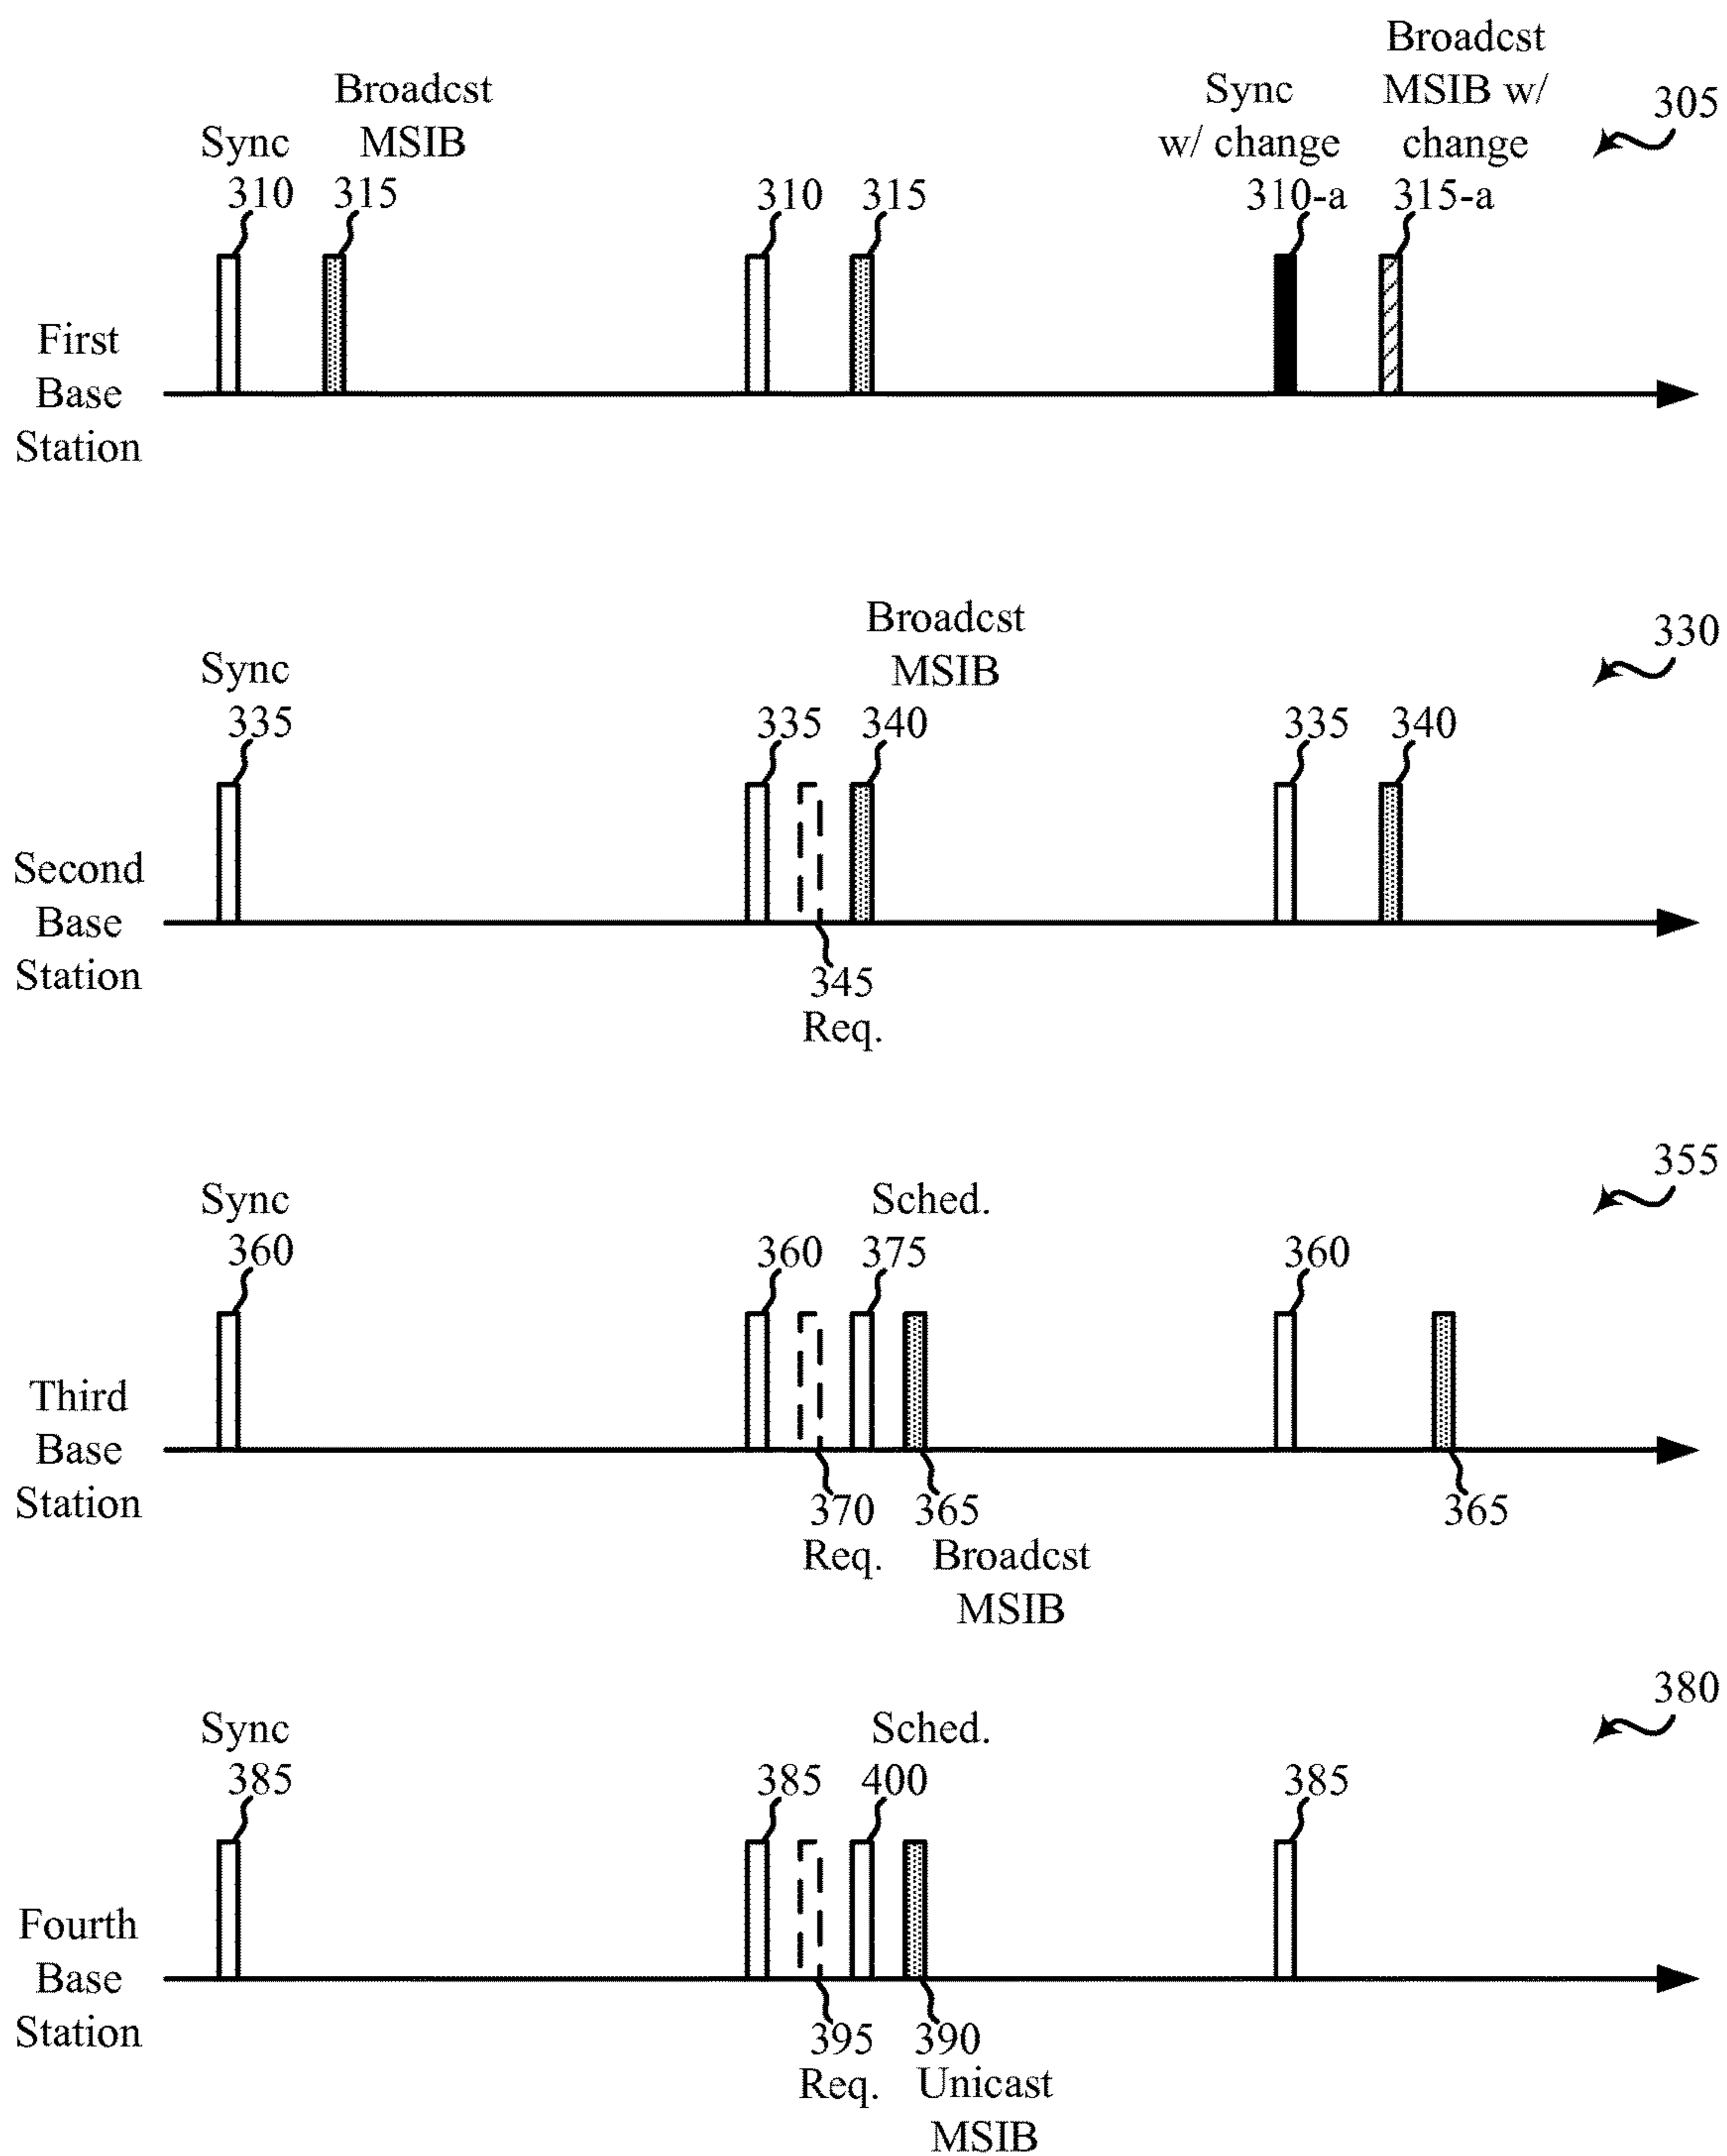 Broadcst
Broadcst
Sync
MSIB w/
305
Sync
MSIB
w/ change
change
310
315
310
315
310-a
315-a
First
Base
Station
Broadcst
330
Sync
MSIB
335
335
340
335
340
Second
Base
Station
345
Req.
355
Sync
Sched.
360
360
375
360
Third
Base
Station
370
365
365
Req.
Broadcst
MSIB
380
Sync
Sched.
385
385
400
385
Fourth
Base
Station
395
390
Req.
Unicast
MSIB